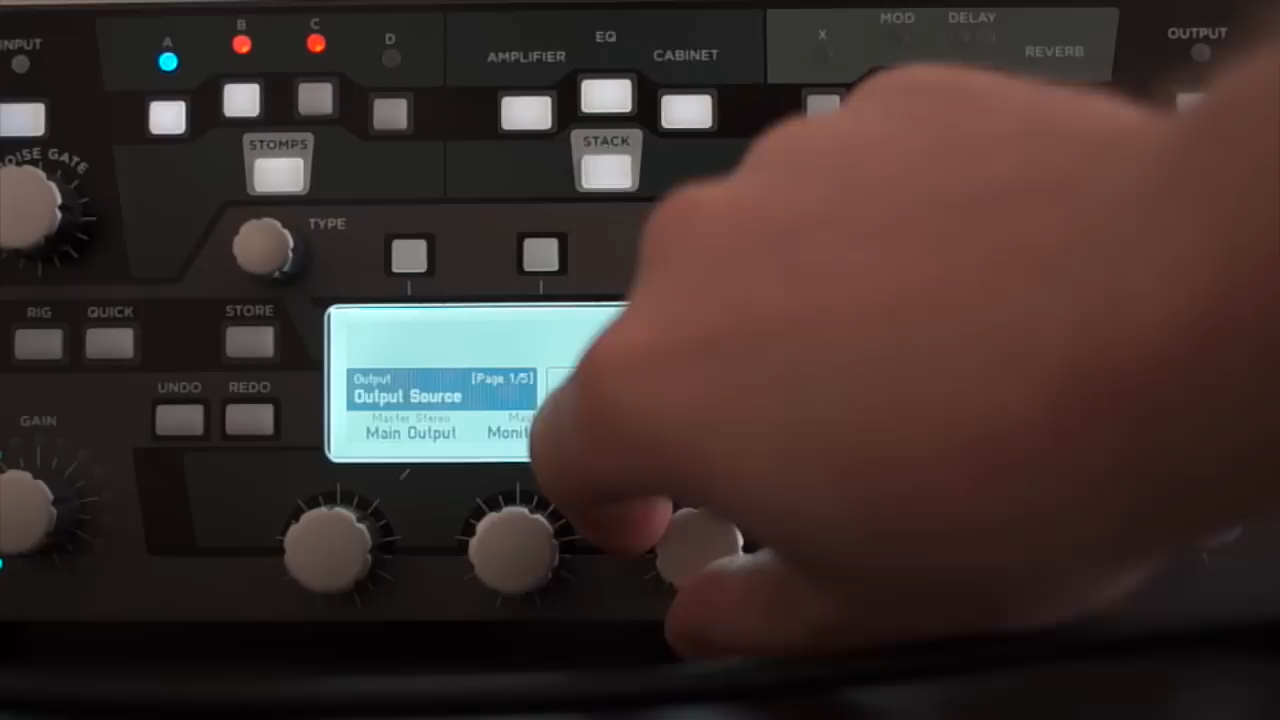 INPUT
A
B
C
D
AMPLIFIER
EQ
CABINET
X
MOD
DELAY
REVERB
OUTPUT
NOISE GATE
STOMPS
STACK
TYPE
RIG
QUICK
STORE
UNDO
REDO
GAIN
Output [Page 1/5]
Output Source
Master Stereo
Main Output